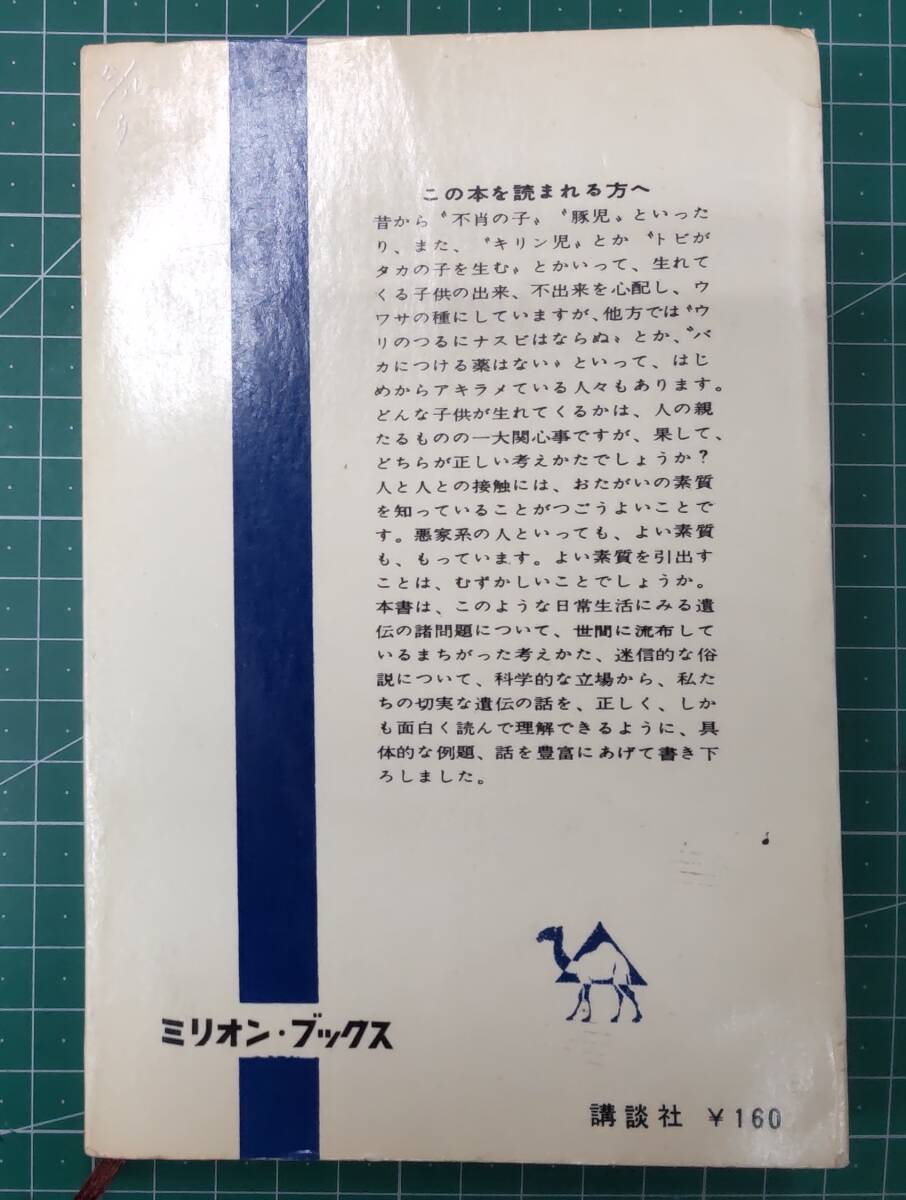 この本を読まれる方へ
昔から〝不肖の子〟〝豚児〟といった
り、また、〝キリン児〟とか〝トビが
タカの子を生む〟とかいって、生れて
くる子供の出来、不出来を心配し、ウ
ワサの種にしていますが、他方では〝ウ
リのつるにナスビはならぬ〟とか、〝バ
カにつける薬はない〟といって、はじ
めからアキラメている人々もあります。
どんな子供が生れてくるかは、人の親
たるものの一大関心事ですが、果して、
どちらが正しい考えかたでしょうか?
人と人との接触には、おたがいの素質
を知っていることがつごうよいことで
す。悪家系の人といっても、よい素質
も、もっています。よい素質を引出す
ことは、むずかしいことでしょうか。
本書は、このような日常生活にみる遺
伝の諸問題について、世間に流布して
いるまちがった考えかた、迷信的な俗
説について、科学的な立場から、私た
ちの切実な遺伝の話を、正しく、しか
も面白く読んで理解できるように、具
体的な例題、話を豊富にあげて書き下
ろしました。
ミリオン・ブックス
講談社 ¥160